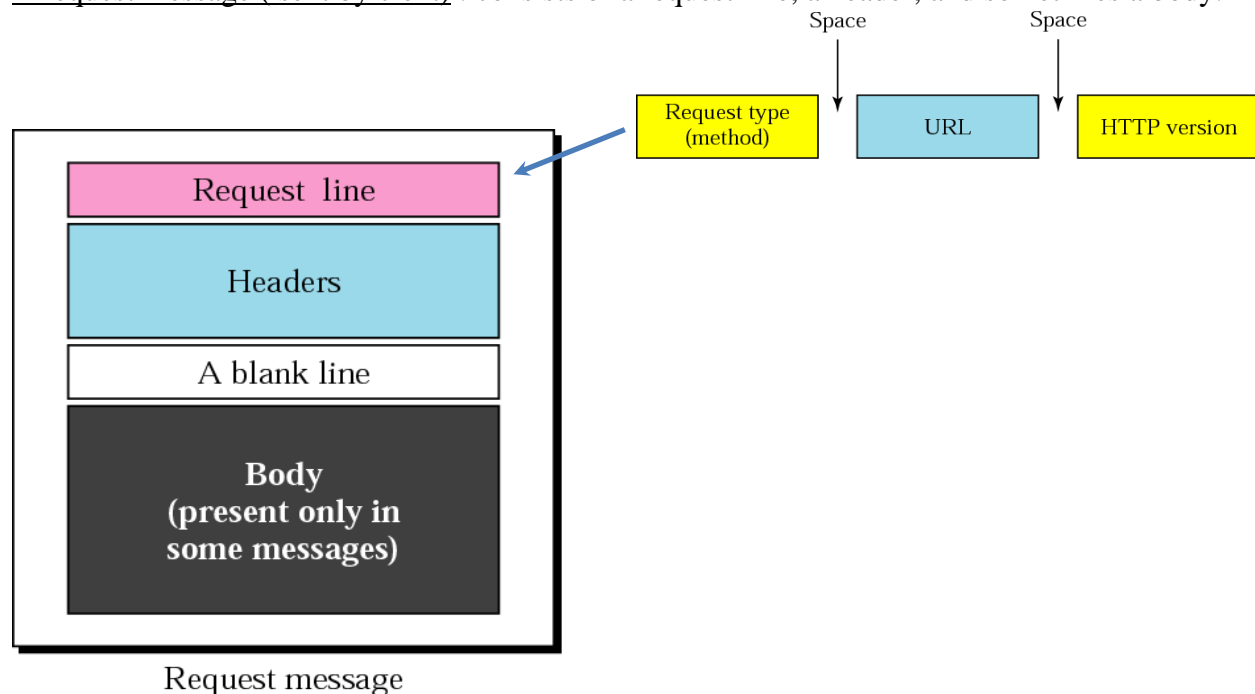 Space Space
Request type
(method)
URL
HTTP version
Request line
Headers
A blank line
Body
(present only in
some messages)
Request message